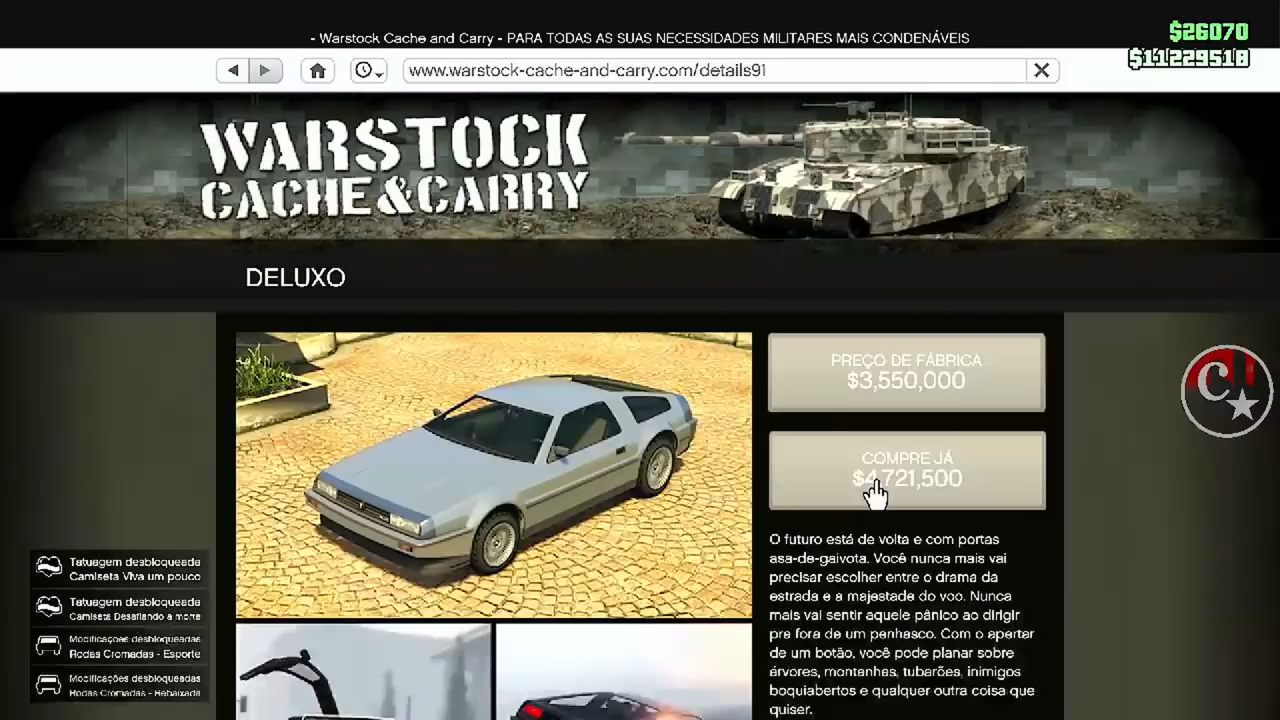 - Warstock Cache and Carry - PARA TODAS AS SUAS NECESSIDADES MILITARES MAIS CONDENÁVEIS
$26070
$11229518
www.warstock-cache-and-carry.com/details91
WARSTOCK
CACHE&CARRY
DELUXO
PREÇO DE FÁBRICA
$3,550,000
COMPRE JÁ
$4,721,500
O futuro está de volta e com portas
asa-de-gaivota. Você nunca mais vai
precisar escolher entre o drama da
estrada e a majestade do voo. Nunca
mais vai sentir aquele pânico ao dirigir
pra fora de um penhasco. Com o apertar
de um botão, você pode planar sobre
árvores, montanhas, tubarões, inimigos
boquiabertos e qualquer outra coisa que
quiser.
Tatuagem desbloqueada
Camiseta Viva um pouco
Tatuagem desbloqueada
Camiseta Desafiando a morte
Modificações desbloqueadas
Rodas Cromadas - Esporte
Modificações desbloqueadas
Rodas Cromadas - Rebaixada
C